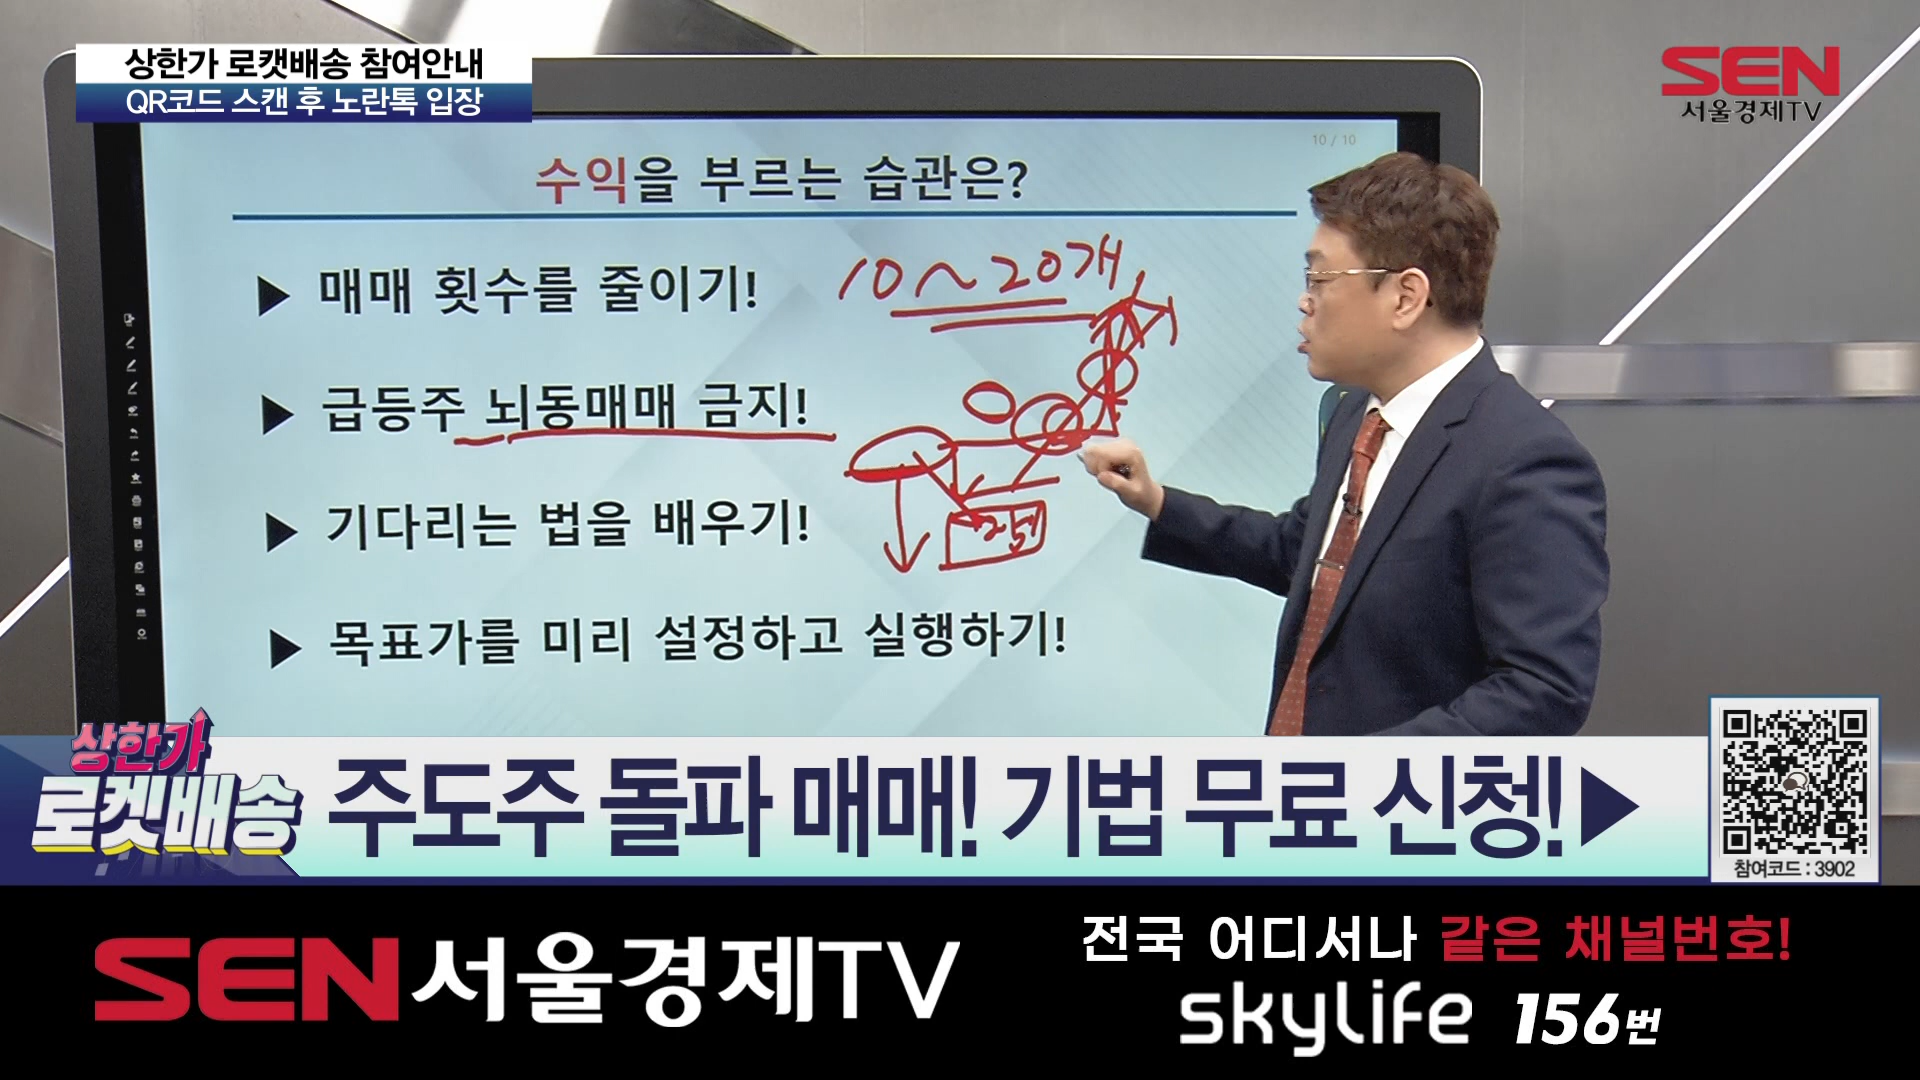 상한가 로캣배송 참여안내
QR코드 스캔 후 노란톡 입장
SEN
서울경제TV
10 / 10
수익을 부르는 습관은?
▶ 매매 횟수를 줄이기!
10~20개
▶ 급등주 뇌동매매 금지!
▶ 기다리는 법을 배우기!
▶ 목표가를 미리 설정하고 실행하기!
상한가
로켓배송
주도주 돌파 매매! 기법 무료 신청!▶
참여코드 : 3902
SEN서울경제TV
전국 어디서나 같은 채널번호!
skylife 156번